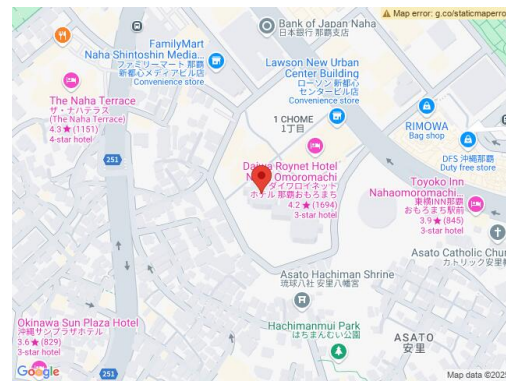 Map error: g.co/staticmaperro
Bank of Japan Naha
日本銀行 那覇支店
FamilyMart
Naha Shintoshin Media...
ファミリーマート 那覇
新都心メディアビル店
Convenience store
Lawson New Urban
Center Building
ローソン 新都心
センタービル店
Convenience store
The Naha Terrace
ザ・ナハテラス
(The Naha Terrace)
4.3★(1151)
4-star hotel
1 CHOME
1丁目
RIMOWA
Bag shop
DFS 沖縄那覇
Duty free store
251
Daiwa Roynet Hotel
Omoromachi
ダイワロイネット
ホテル 那覇おもろまち
4.2★(1694)
3-star hotel
Toyoko Inn
Nahaomoromachi...
東横INN那覇
おもろまち駅前
3.9★(845)
3-star hotel
Asato Catholic Chur
カトリック安里
Asato Hachiman Shrine
琉球八社 安里八幡宮
Hachimanmui Park
はちまんむい公園
ASATO
安里
Okinawa Sun Plaza Hotel
沖縄サンプラザホテル
3.6★(829)
3-star hotel
251
Google
Map data ©2025